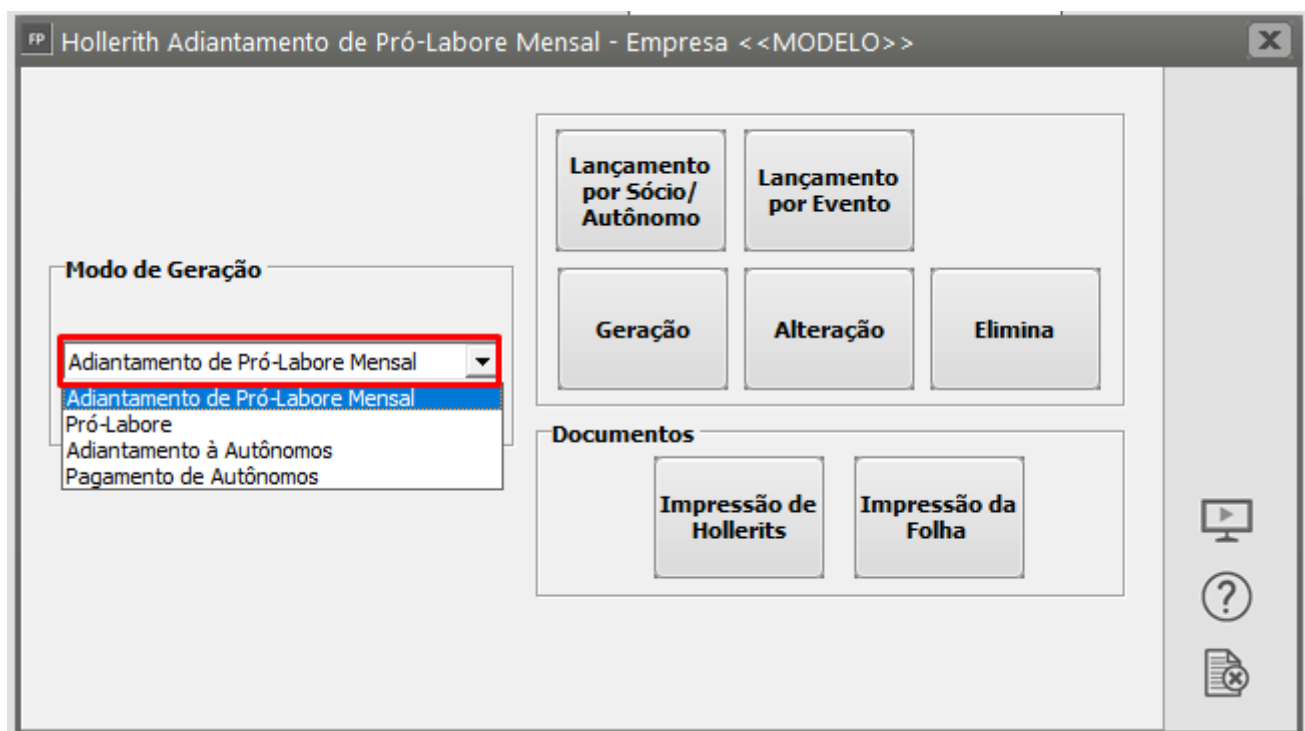 FP Hollerith Adiantamento de Pró-Labore Mensal - Empresa <<MODELO>>
Modo de Geração
Adiantamento de Pró-Labore Mensal
Adiantamento de Pró-Labore Mensal
Pró-Labore
Adiantamento à Autônomos
Pagamento de Autônomos
Lançamento
por Sócio/
Autônomo
Lançamento
por Evento
Geração
Alteração
Elimina
Documentos
Impressão de
Hollerits
Impressão da
Folha
?